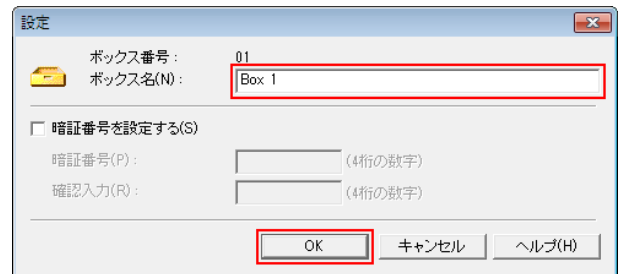 設定
ボックス番号： 01
ボックス名(N)： Box 1
暗証番号を設定する(S)
暗証番号(P)： (4桁の数字)
確認入力(R)： (4桁の数字)
OK キャンセル ヘルプ(H)